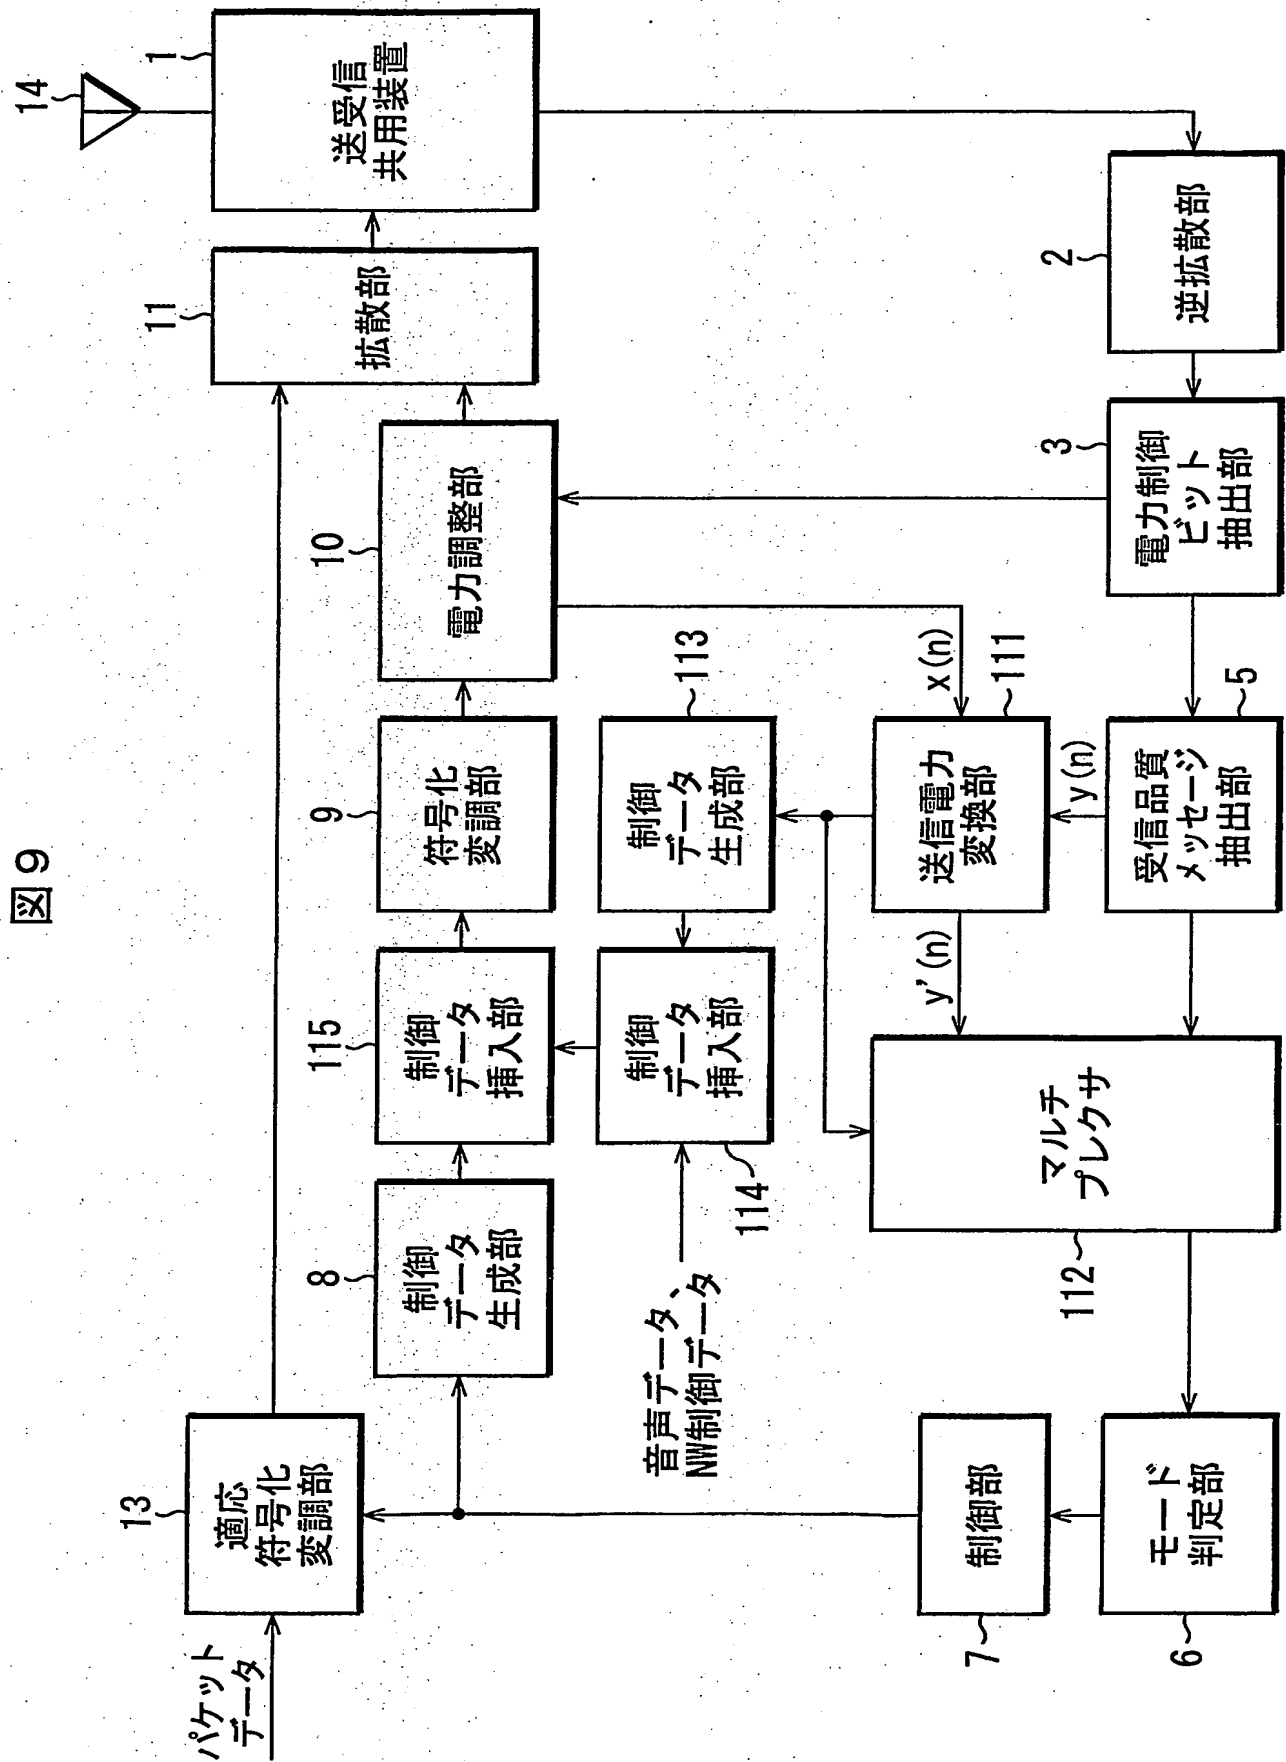 図9
パケット
データ
13
適応
符号化
変調部
8
制御
データ
生成部
115
制御
データ
挿入部
9
符号化
変調部
10
電力調整部
11
拡散部
14
1
送受信
共用装置
音声データ、
NW制御データ
114
制御
データ
挿入部
113
制御
データ
生成部
7
制御部
6
モード
判定部
112
マルチ
プレクサ
y'(n)
111
送信電力
変換部
x(n)
y(n)
5
受信品質
メッセージ
抽出部
3
電力制御
ビット
抽出部
2
逆拡散部